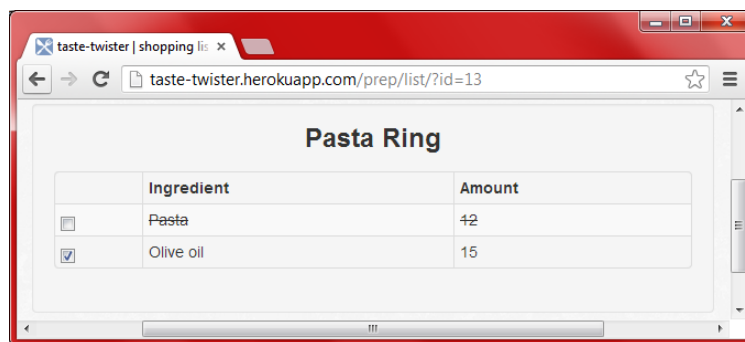 taste-twister | shopping lis
taste-twister.herokuapp.com/prep/list/?id=13
Pasta Ring
Ingredient Amount
Pasta 12
Olive oil 15